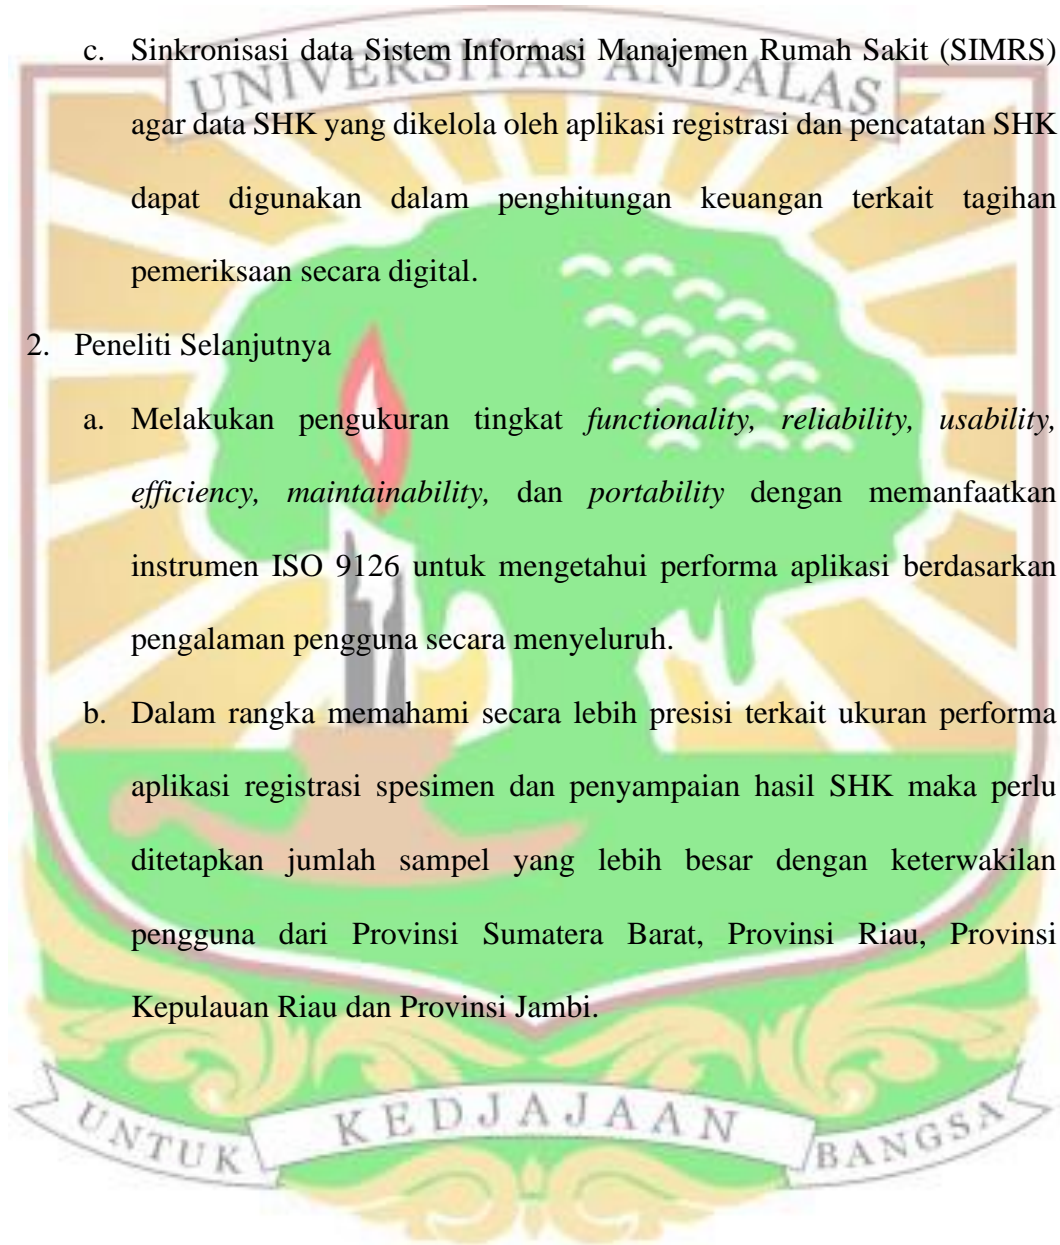 c. Sinkronisasi data Sistem Informasi Manajemen Rumah Sakit (SIMRS)
UNIVERSITAS ANDALAS
agar data SHK yang dikelola oleh aplikasi registrasi dan pencatatan SHK
dapat digunakan dalam penghitungan keuangan terkait tagihan
pemeriksaan secara digital.
2. Peneliti Selanjutnya
a. Melakukan pengukuran tingkat functionality, reliability, usability,
efficiency, maintainability, dan portability dengan memanfaatkan
instrumen ISO 9126 untuk mengetahui performa aplikasi berdasarkan
pengalaman pengguna secara menyeluruh.
b. Dalam rangka memahami secara lebih presisi terkait ukuran performa
aplikasi registrasi spesimen dan penyampaian hasil SHK maka perlu
ditetapkan jumlah sampel yang lebih besar dengan keterwakilan
pengguna dari Provinsi Sumatera Barat, Provinsi Riau, Provinsi
Kepulauan Riau dan Provinsi Jambi.
UNTUK KEDJAJAAN BANGSA